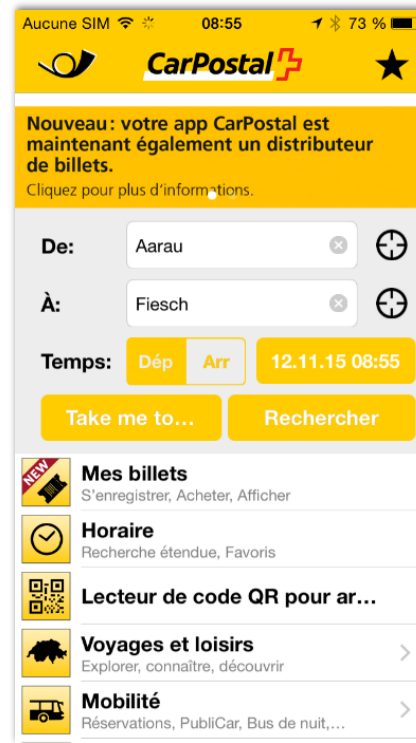 Aucune SIM 08:55 73 %
CarPostal
Nouveau: votre app CarPostal est
maintenant également un distributeur
de billets.
Cliquez pour plus d'informations.
De: Aarau
À: Fiesch
Temps: Dép Arr 12.11.15 08:55
Take me to... Rechercher
NEW
Mes billets
S'enregistrer, Acheter, Afficher
Horaire
Recherche étendue, Favoris
Lecteur de code QR pour ar...
Voyages et loisirs
Explorer, connaître, découvrir
Mobilité
Réservations, PubliCar, Bus de nuit,...